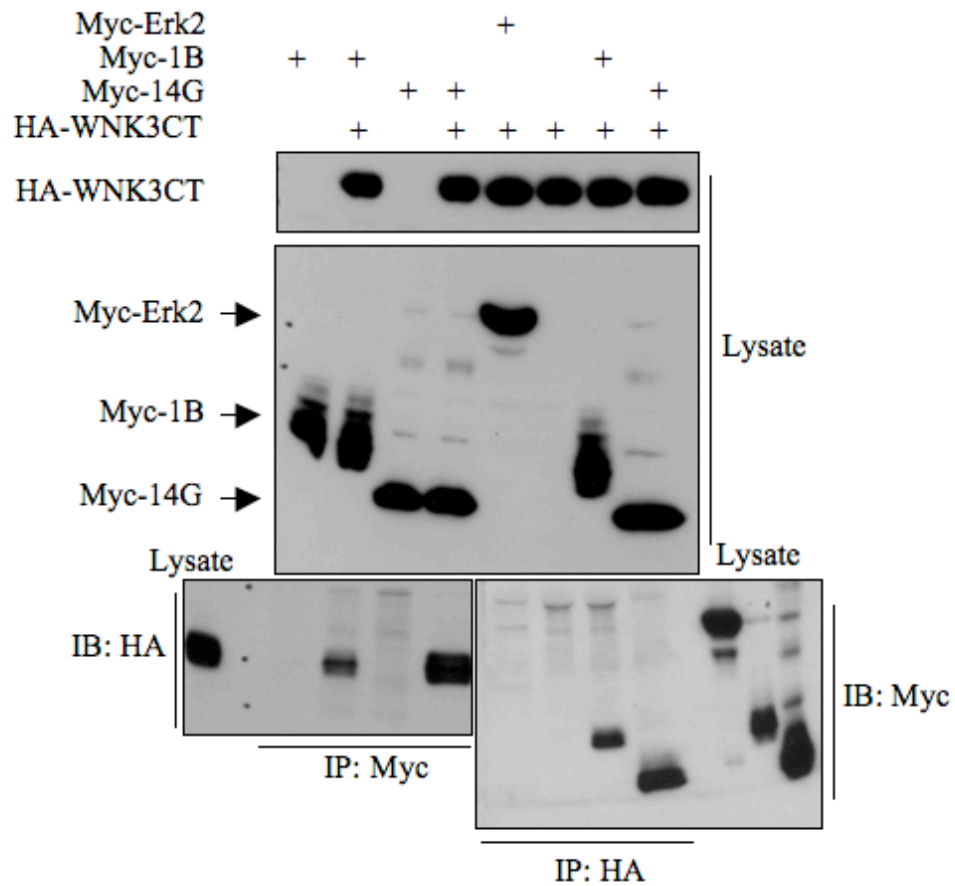 Myc-Erk2 +
Myc-1B + + +
Myc-14G + + +
HA-WNK3CT + + + + + +
HA-WNK3CT
Myc-Erk2
Lysate
Myc-1B
Myc-14G
Lysate Lysate
IB: HA
IB: Myc
IP: Myc
IP: HA